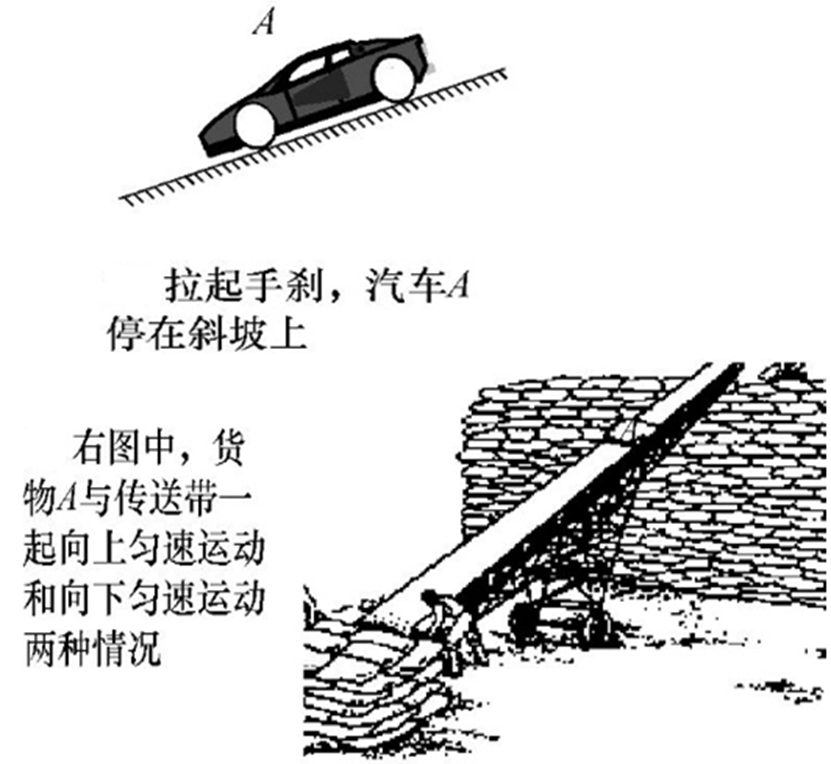 A
拉起手刹，汽车A
停在斜坡上
A
右图中，货
物A与传送带一
起向上匀速运动
和向下匀速运动
两种情况